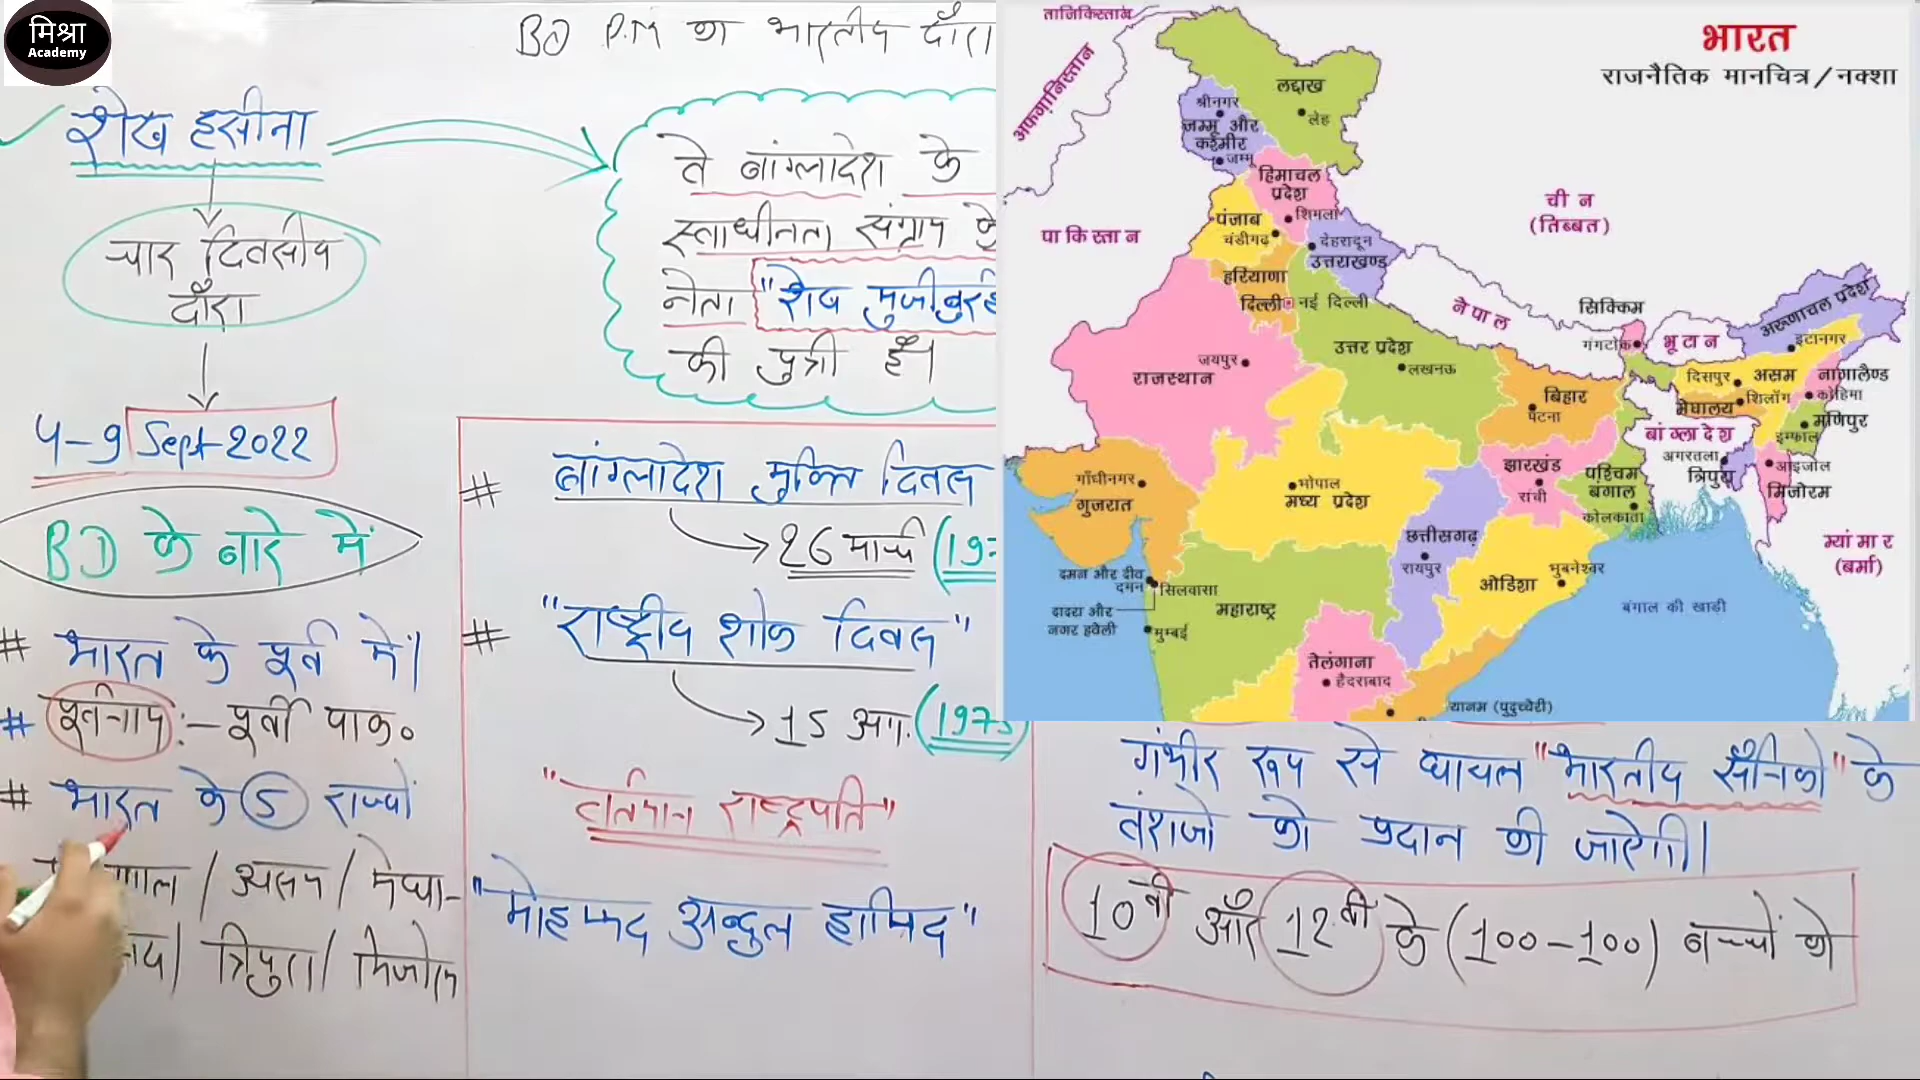 मिश्रा
Academy
BD P.M का भारतीय दौरा
शेख हसीना
चार दिवसीय
दौरा
Sept-2022
BD के बारे में
# भारत के पूर्व में।
# पूर्वनाम :- पूर्वी पाक०
# भारत के 5 राज्यों
/ असम / मेघा-
/ त्रिपुरा / मिजोरम
ये बांग्लादेश के
स्वाधीनता संग्राम के
नेता "शेख
की पुत्री हैं।
# बांग्लादेश मुक्ति दिवस
26 मार्च
# "राष्ट्रीय शोक दिवस"
15 अग. (1975)
"वर्तमान राष्ट्रपति"
"मोहम्मद अब्दुल हामिद"
भारत
राजनैतिक मानचित्र/नक्शा
ताजिकिस्तान
अफग़ानिस्तान
पाकिस्तान
चीन
(तिब्बत)
लद्दाख
लेह
श्रीनगर
जम्मू और
कश्मीर
जम्मू
हिमाचल
प्रदेश
शिमला
पंजाब
चंडीगढ़
देहरादून
उत्तराखण्ड
हरियाणा
दिल्ली
नई दिल्ली
नेपाल
सिक्किम
गंगटोक
भूटान
अरुणाचल प्रदेश
इटानगर
जयपुर
राजस्थान
उत्तर प्रदेश
लखनऊ
बिहार
पटना
दिसपुर
असम
नागालैण्ड
कोहिमा
मेघालय
शिलॉंग
मणिपुर
इम्फाल
बांग्लादेश
अगरतला
त्रिपुरा
आइजोल
मिजोरम
गाँधीनगर
गुजरात
भोपाल
मध्य प्रदेश
झारखंड
रांची
पश्चिम
बंगाल
कोलकाता
म्यांमार
(बर्मा)
छत्तीसगढ़
रायपुर
ओडिशा
भुबनेश्वर
दमन और दीव
दमन
सिलवासा
दादरा और
नगर हवेली
मुम्बई
महाराष्ट्र
बंगाल की खाड़ी
तेलंगाना
हैदराबाद
यानम (पुदुच्चेरी)
गंभीर रूप से घायल "भारतीय सैनिको" के
वंशजो को प्रदान की जाऐगी।
10वी और 12वी के (100-100) बच्चों को